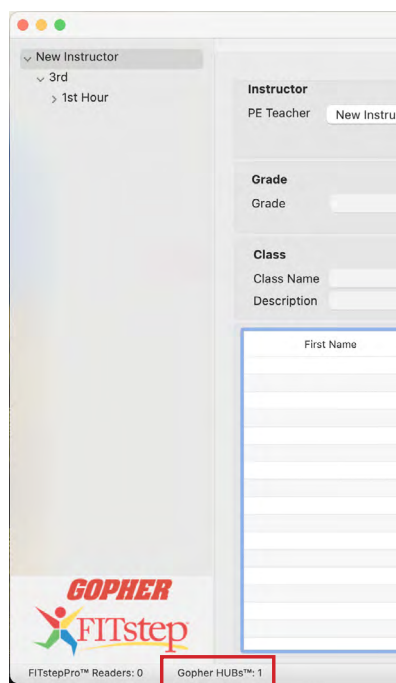 New Instructor
3rd
1st Hour
Instructor
PE Teacher New Instru
Grade
Grade
Class
Class Name
Description
First Name
GOPHER
FITstep
FITstepPro™ Readers: 0 Gopher HUBs™: 1